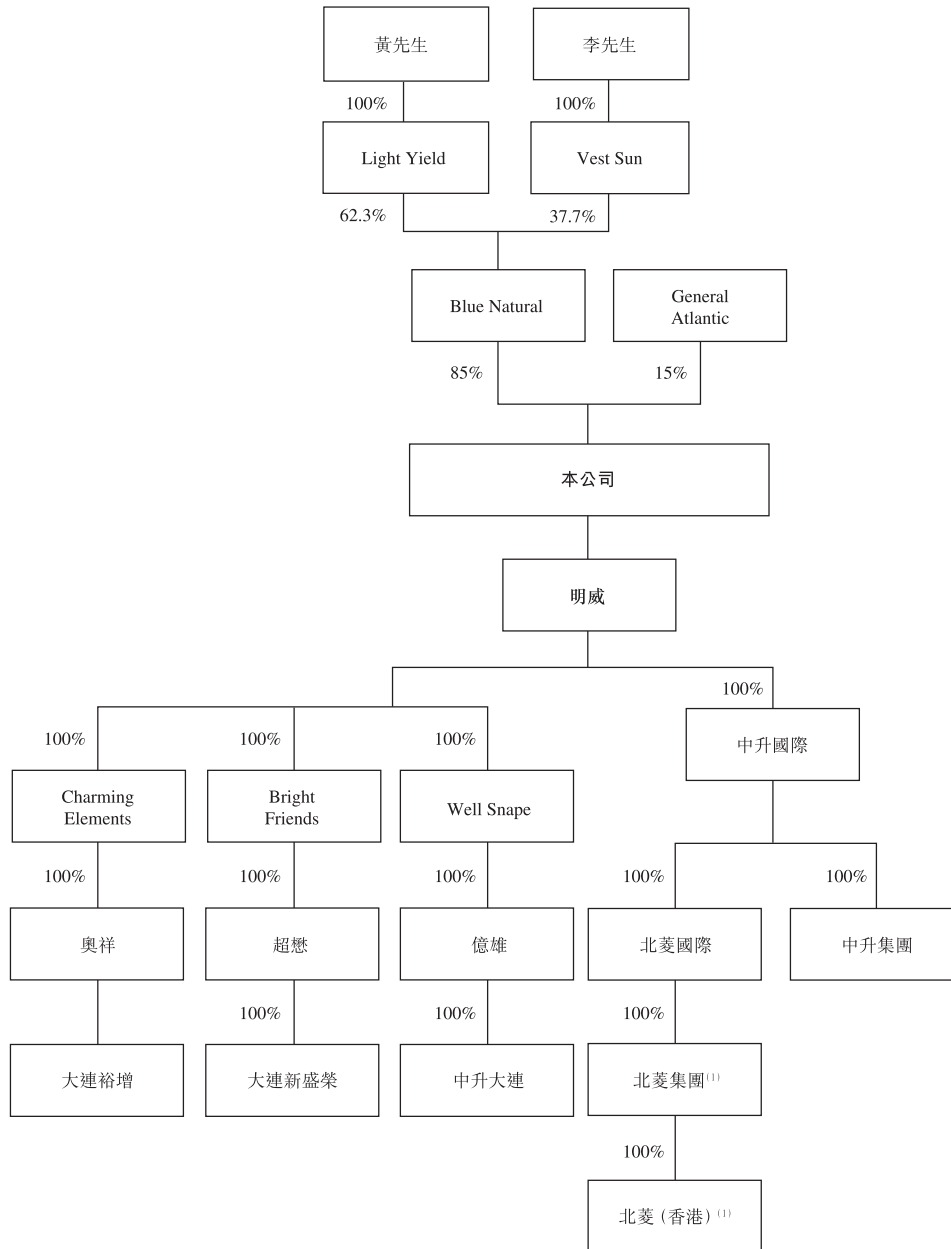 黃先生
李先生
100%
100%
Light Yield
Vest Sun
62.3%
37.7%
Blue Natural
General
Atlantic
85%
15%
本公司
明威
100%
100%
100%
100%
中升國際
Charming
Elements
Bright
Friends
Well Snape
100%
100%
100%
100%
100%
奧祥
超懋
億雄
北菱國際
中升集團
100%
100%
100%
大連裕增
大連新盛榮
中升大連
北菱集團(1)
100%
北菱 (香港) (1)